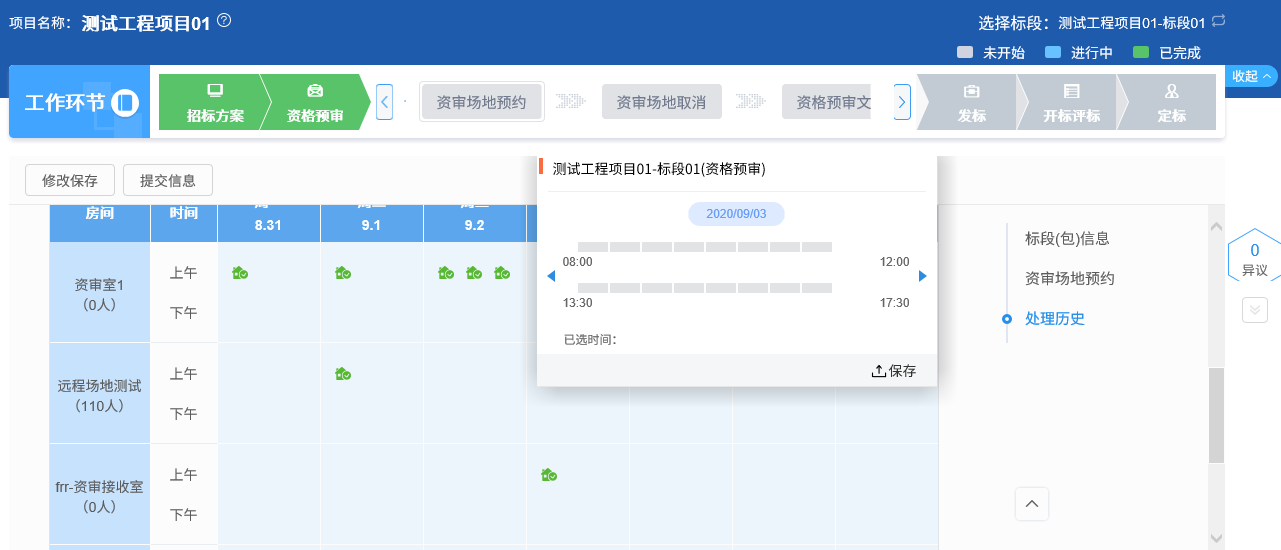 项目名称： 测试工程项目01
选择标段： 测试工程项目01-标段01
未开始 进行中 已完成
收起
工作环节
招标方案
资格预审
资审场地预约
资审场地取消
资格预审文
发标
开标评标
定标
修改保存
提交信息
测试工程项目01-标段01(资格预审)
房间 时间
8.31 9.1 9.2
2020/09/03
08:00 12:00
13:30 17:30
已选时间：
保存
资审室1
（0人）
上午
下午
远程场地测试
（110人）
上午
下午
frr-资审接收室
（0人）
上午
下午
标段(包)信息
资审场地预约
处理历史
0
异议